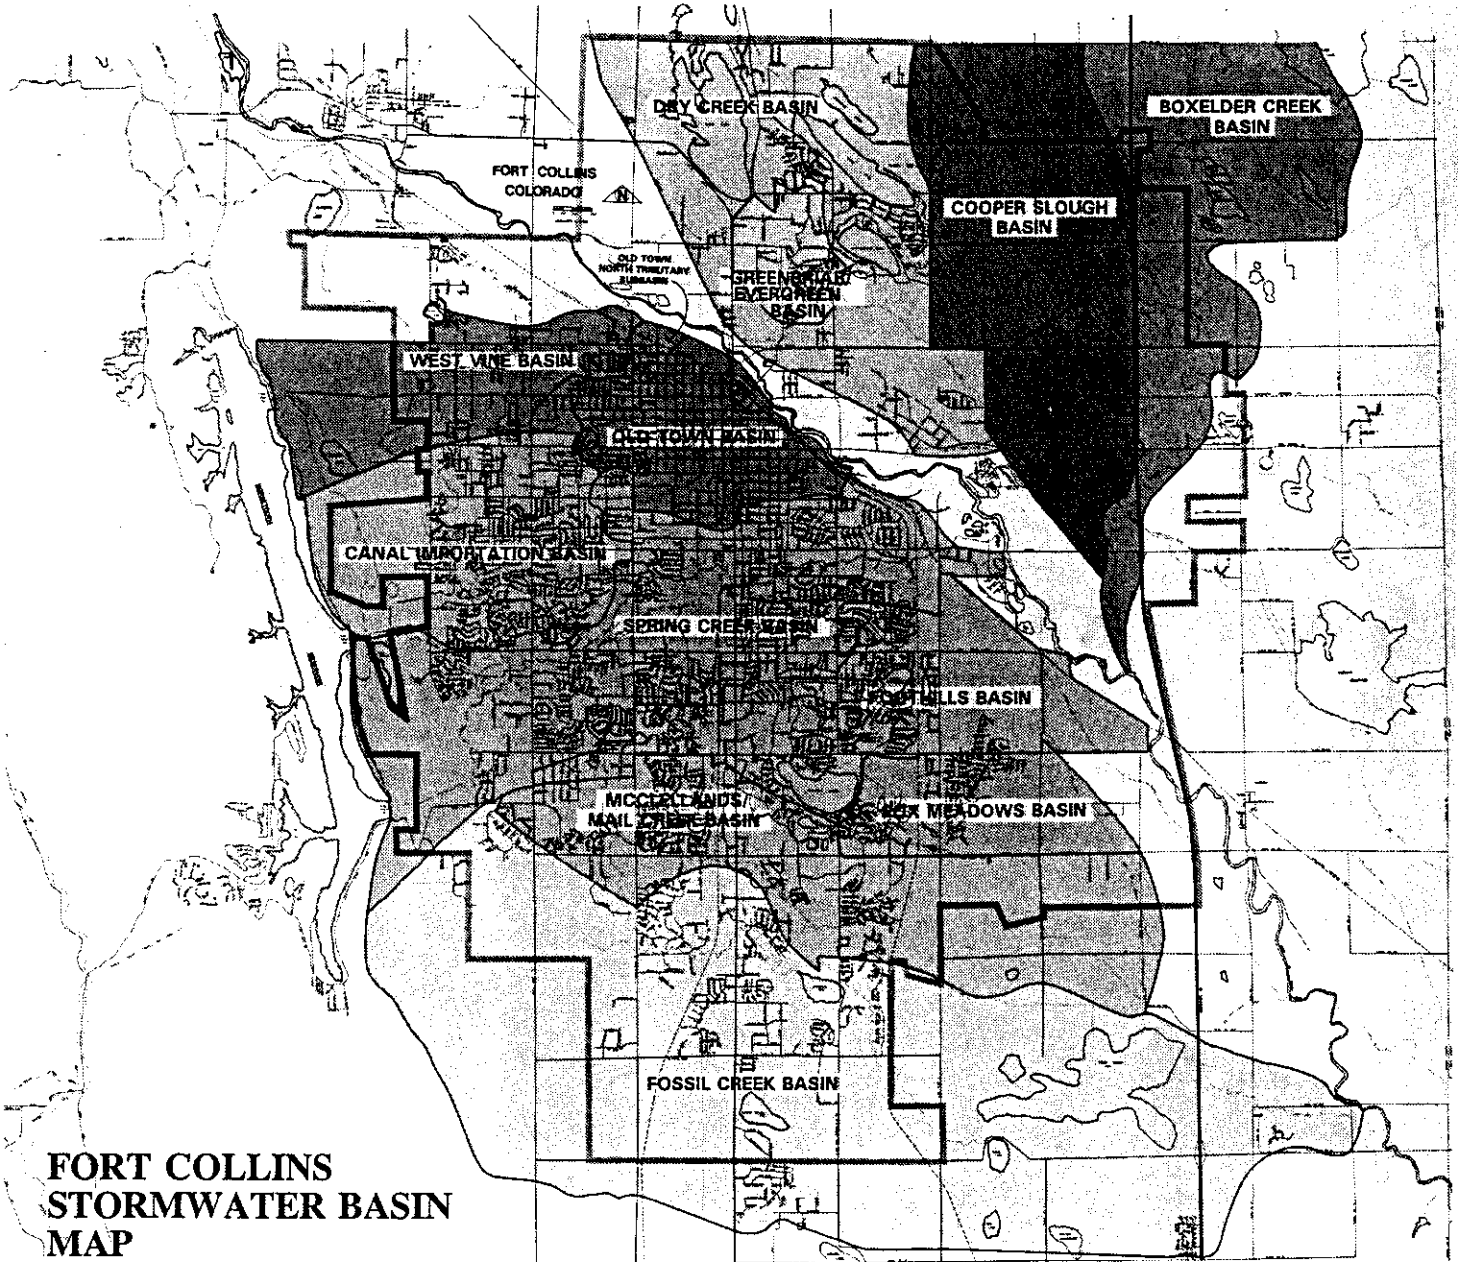 DRY CREEK BASIN
BOXELDER CREEK
BASIN
FORT COLLINS
COLORADO
N
COOPER SLOUGH
BASIN
OLD TOWN
NORTH TRIBUTARY
SUBBASIN
GREENBRIAR/
EVERGREEN
BASIN
WEST VINE BASIN
OLD TOWN BASIN
CANAL IMPORTATION BASIN
SPRING CREEK BASIN
FOOTHILLS BASIN
MCCLELLANDS/
MAIL CREEK BASIN
FOX MEADOWS BASIN
FOSSIL CREEK BASIN
FORT COLLINS
STORMWATER BASIN
MAP